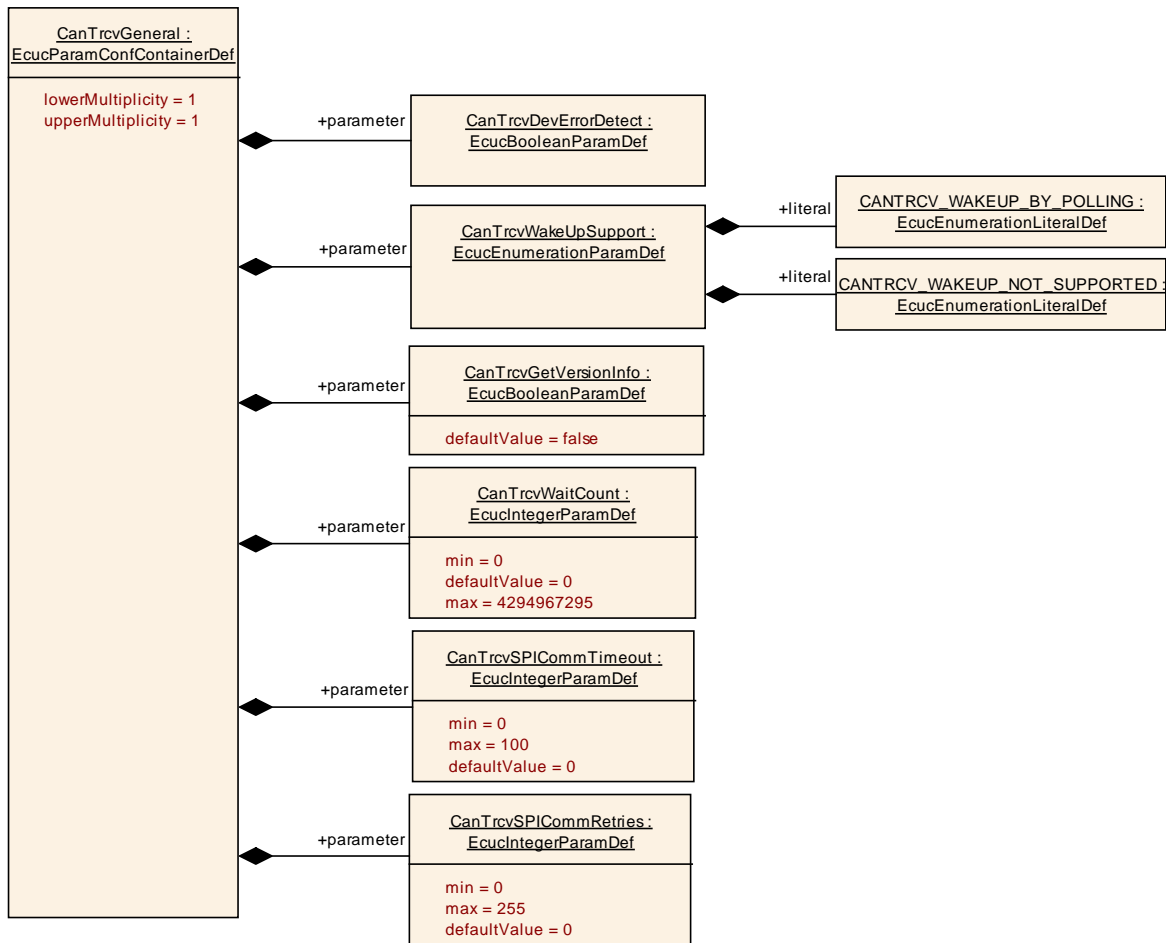 CanTrcvGeneral :
EcucParamConfContainerDef
lowerMultiplicity = 1
upperMultiplicity = 1
+parameter
CanTrcvDevErrorDetect :
EcucBooleanParamDef
+parameter
CanTrcvWakeUpSupport :
EcucEnumerationParamDef
+literal
CANTRCV_WAKEUP_BY_POLLING :
EcucEnumerationLiteralDef
+literal
CANTRCV_WAKEUP_NOT_SUPPORTED :
EcucEnumerationLiteralDef
+parameter
CanTrcvGetVersionInfo :
EcucBooleanParamDef
defaultValue = false
+parameter
CanTrcvWaitCount :
EcucIntegerParamDef
min = 0
defaultValue = 0
max = 4294967295
+parameter
CanTrcvSPICommTimeout :
EcucIntegerParamDef
min = 0
max = 100
defaultValue = 0
+parameter
CanTrcvSPICommRetries :
EcucIntegerParamDef
min = 0
max = 255
defaultValue = 0